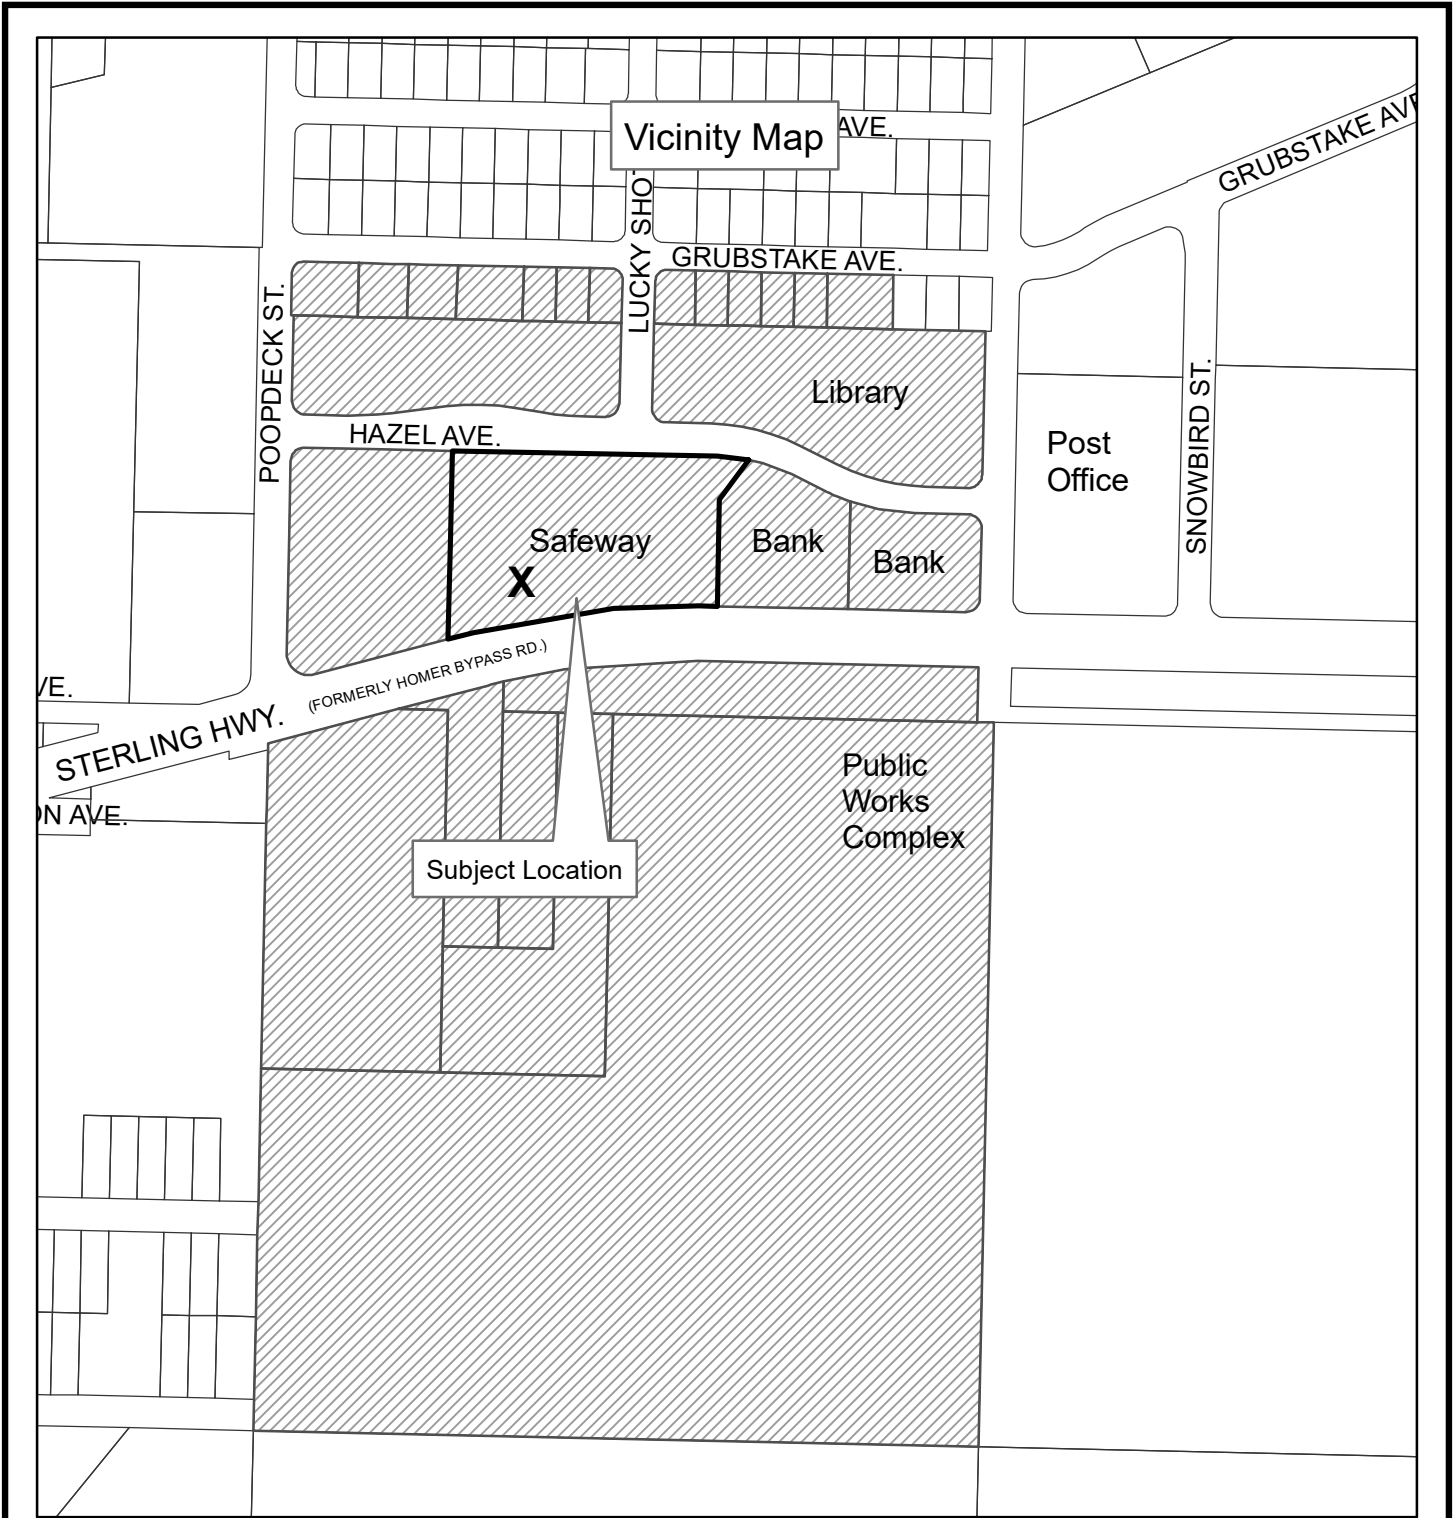 Vicinity Map
AVE.
GRUBSTAKE AVE
LUCKY SHOT
GRUBSTAKE AVE.
POOPDECK ST.
Library
HAZEL AVE.
Post
Office
SNOWBIRD ST.
Safeway
Bank
Bank
X
(FORMERLY HOMER BYPASS RD.)
VE.
STERLING HWY.
Public
Works
Complex
ON AVE.
Subject Location